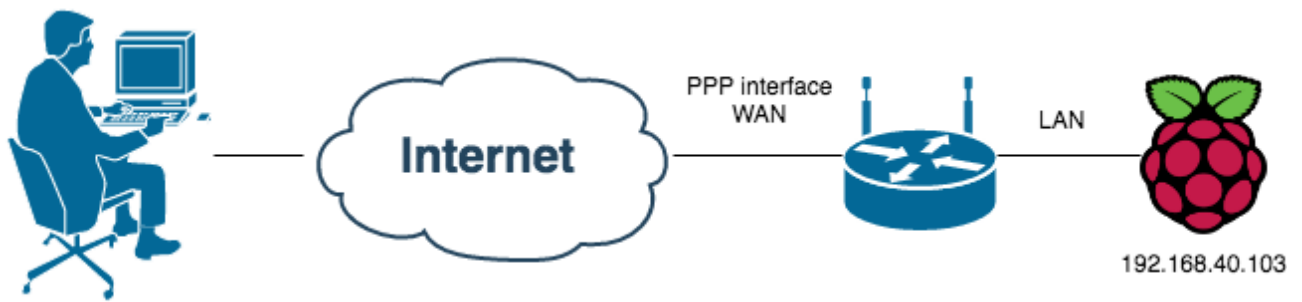 Internet
PPP interface
WAN
LAN
192.168.40.103